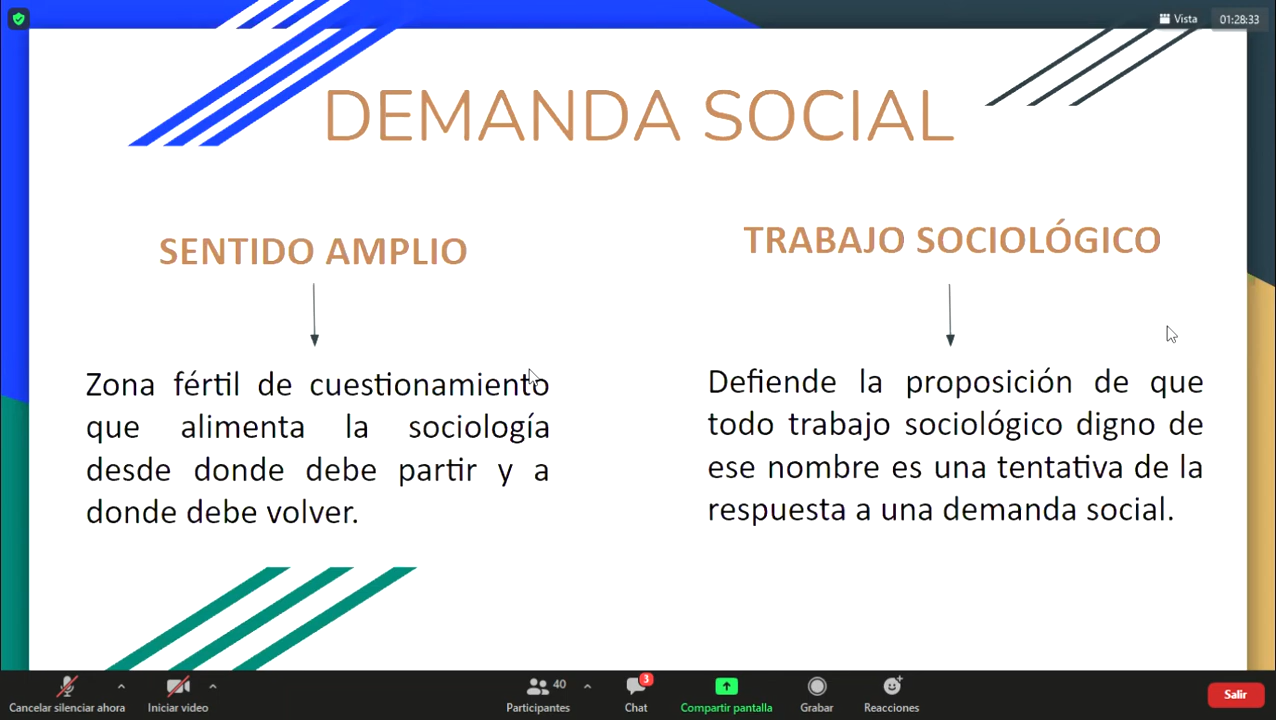 Vista
01:28:33
DEMANDA SOCIAL
SENTIDO AMPLIO
Zona fértil de cuestionamiento
que alimenta la sociología
desde donde debe partir y a
donde debe volver.
TRABAJO SOCIOLÓGICO
Defiende la proposición de que
todo trabajo sociológico digno de
ese nombre es una tentativa de la
respuesta a una demanda social.
Cancelar silenciar ahora
Iniciar video
40
Participantes
3
Chat
Compartir pantalla
Grabar
Reacciones
Salir